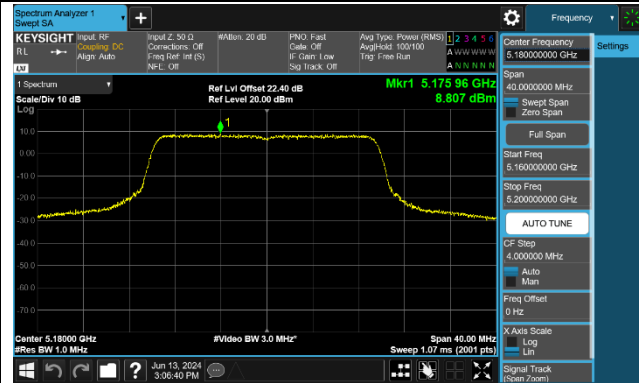 Spectrum Analyzer 1
Swept SA
Frequency
KEYSIGHT
Input: RF
Input Z: 50 Ω
#Atten: 20 dB
PNO: Fast
Avg Type: Power (RMS)
1 2 3 4 5 6
RL
Coupling: DC
Corrections: Off
Gate: Off
Avg|Hold: 100/100
A W W W W W
Align: Auto
Freq Ref: Int (S)
IF Gain: Low
Trig: Free Run
NFE: Off
Sig Track: Off
A N N N N N
LXI
1 Spectrum
Ref Lvl Offset 22.40 dB
Mkr1 5.175 96 GHz
Scale/Div 10 dB
Ref Level 20.00 dBm
8.807 dBm
Log
1
10.0
0.00
-10.0
-20.0
-30.0
-40.0
-50.0
-60.0
-70.0
Center 5.18000 GHz
#Video BW 3.0 MHz*
Span 40.00 MHz
#Res BW 1.0 MHz
Sweep 1.07 ms (2001 pts)
Jun 13, 2024
3:06:40 PM
Center Frequency
5.180000000 GHz
Settings
Span
40.0000000 MHz
Swept Span
Zero Span
Full Span
Start Freq
5.160000000 GHz
Stop Freq
5.200000000 GHz
AUTO TUNE
CF Step
4.000000 MHz
Auto
Man
Freq Offset
0 Hz
X Axis Scale
Log
Lin
Signal Track
(Span Zoom)